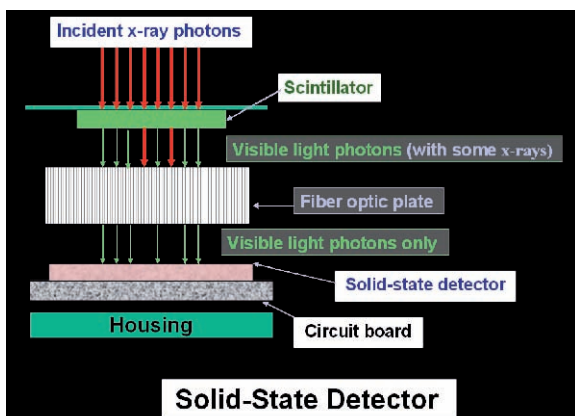 Incident x-ray photons
Scintillator
Visible light photons (with some x-rays)
Fiber optic plate
Visible light photons only
Solid-state detector
Housing
Circuit board
Solid-State Detector